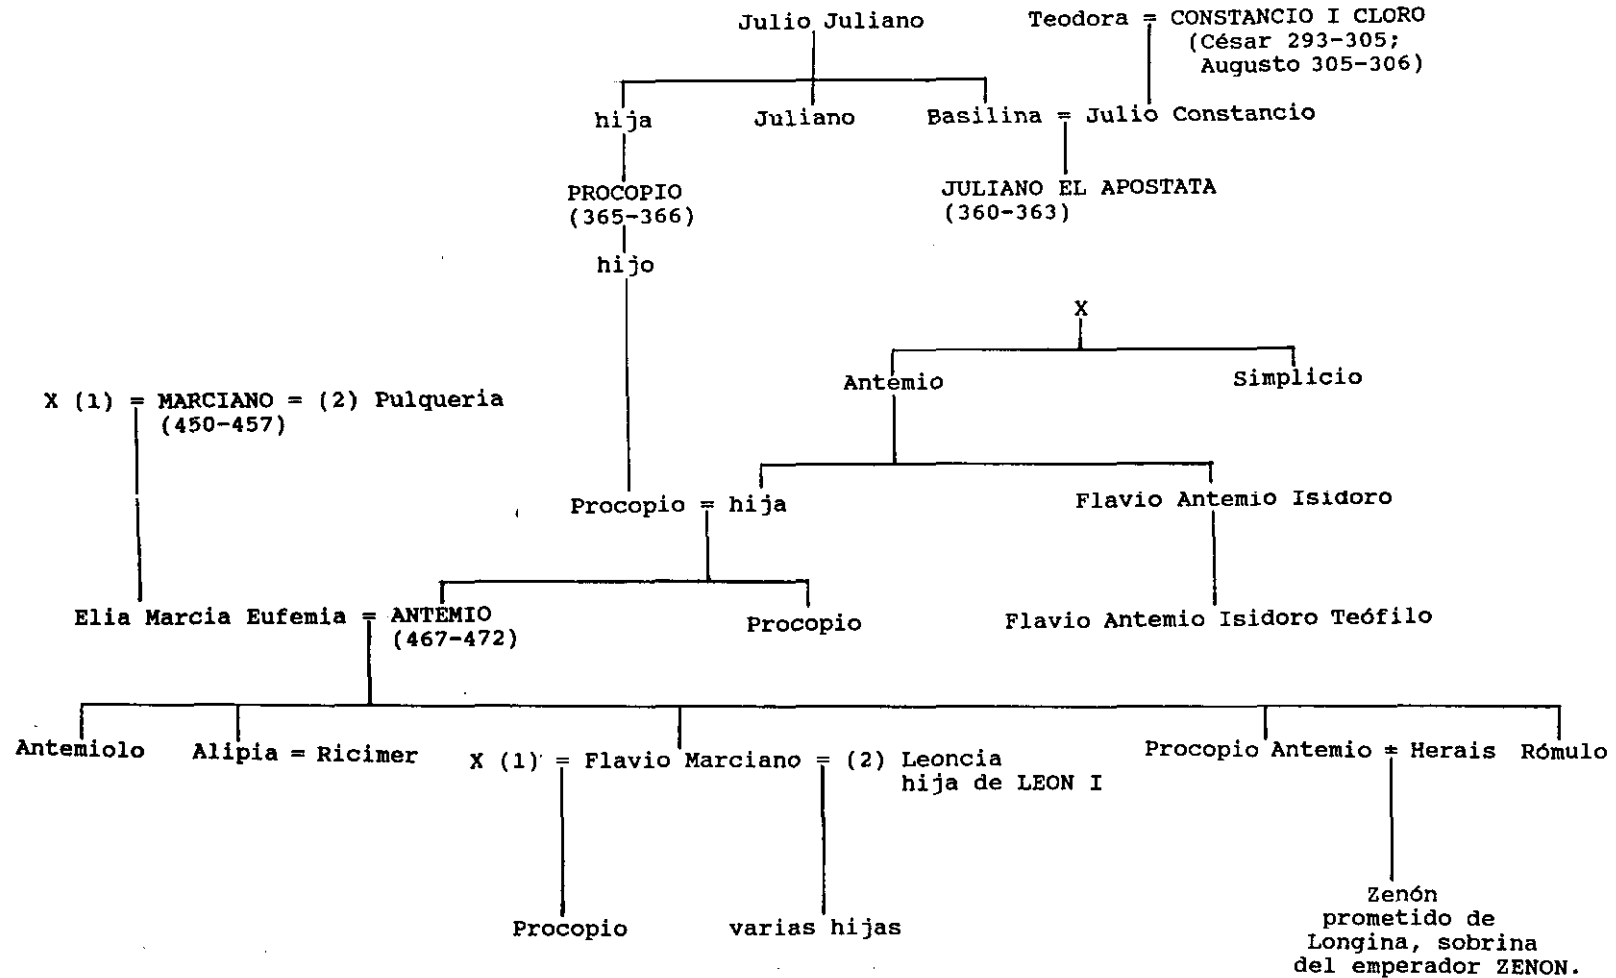 Julio Juliano
Teodora = CONSTANCIO I CLORO
(César 293-305;
Augusto 305-306)
hija
Juliano
Basilina = Julio Constancio
PROCOPIO
(365-366)
JULIANO EL APOSTATA
(360-363)
hijo
X
Antemio
Simplicio
X (1) = MARCIANO = (2) Pulqueria
(450-457)
Procopio = hija
Flavio Antemio Isidoro
Elia Marcia Eufemia = ANTEMIO
(467-472)
Procopio
Flavio Antemio Isidoro Teófilo
Antemiolo
Alipia = Ricimer
X (1) = Flavio Marciano = (2) Leoncia
hija de LEON I
Procopio Antemio = Herais
Rómulo
Procopio
varias hijas
Zenón
prometido de
Longina, sobrina
del emperador ZENON.